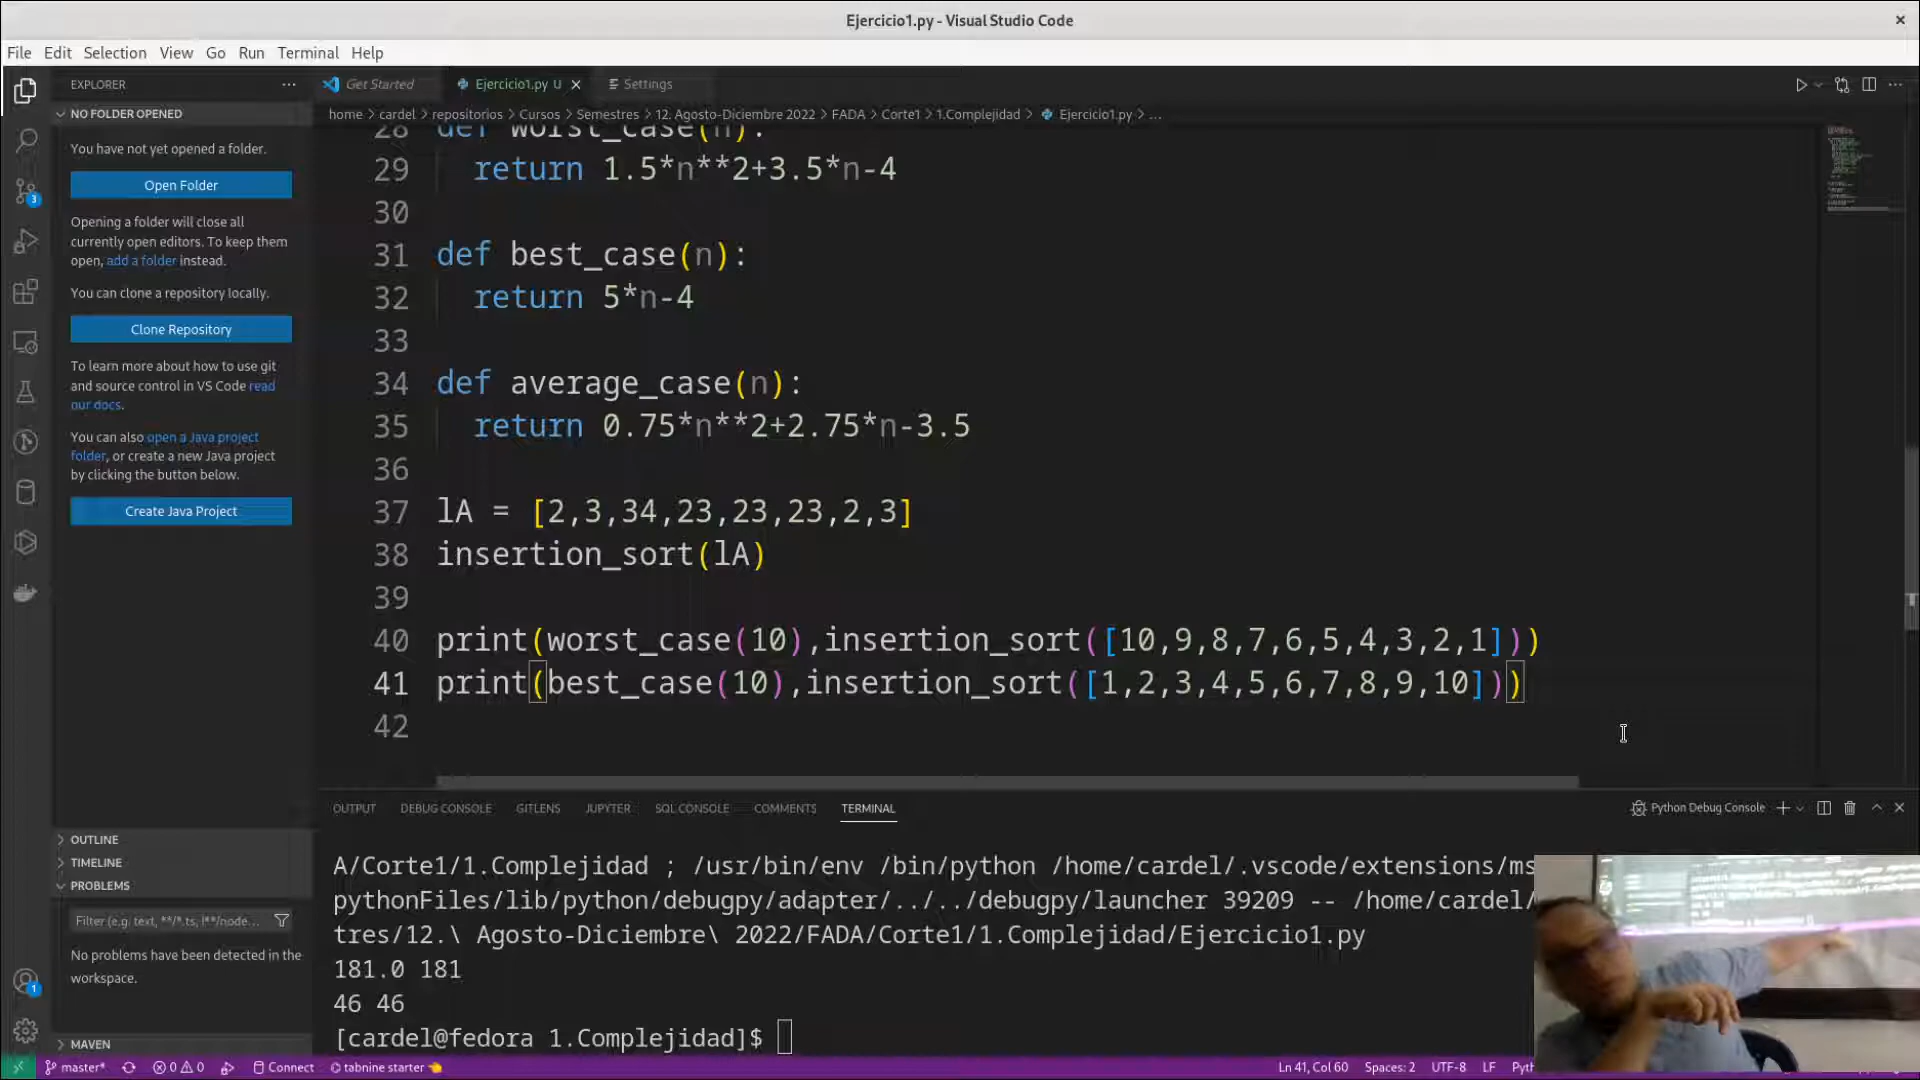 Ejercicio1.py - Visual Studio Code
File Edit Selection View Go Run Terminal Help
EXPLORER
Get Started
Ejercicio1.py U
Settings
NO FOLDER OPENED
home > cardel > repositorios > Cursos > Semestres > 12. Agosto-Diciembre 2022 > FADA > Corte1 > 1.Complejidad > Ejercicio1.py > ...
You have not yet opened a folder.
Open Folder
Opening a folder will close all
currently open editors. To keep them
open, add a folder instead.
You can clone a repository locally.
Clone Repository
To learn more about how to use git
and source control in VS Code read
our docs.
You can also open a Java project
folder, or create a new Java project
by clicking the button below.
Create Java Project
OUTLINE
TIMELINE
PROBLEMS
Filter (e.g. text, **/*.ts, !**/node...
No problems have been detected in the
workspace.
MAVEN
28 def worst_case(n):
29 return 1.5*n**2+3.5*n-4
30
31 def best_case(n):
32 return 5*n-4
33
34 def average_case(n):
35 return 0.75*n**2+2.75*n-3.5
36
37 lA = [2,3,34,23,23,23,2,3]
38 insertion_sort(lA)
39
40 print(worst_case(10),insertion_sort([10,9,8,7,6,5,4,3,2,1]))
41 print(best_case(10),insertion_sort([1,2,3,4,5,6,7,8,9,10]))
42
OUTPUT DEBUG CONSOLE GITLENS JUPYTER SQL CONSOLE COMMENTS TERMINAL
Python Debug Console
A/Corte1/1.Complejidad ; /usr/bin/env /bin/python /home/cardel/.vscode/extensions/ms
pythonFiles/lib/python/debugpy/adapter/../../debugpy/launcher 39209 -- /home/cardel/
tres/12.\ Agosto-Diciembre\ 2022/FADA/Corte1/1.Complejidad/Ejercicio1.py
181.0 181
46 46
[cardel@fedora 1.Complejidad]$
master* 0 0 Connect tabnine starter
Ln 41, Col 60 Spaces: 2 UTF-8 LF Pyth
3
1